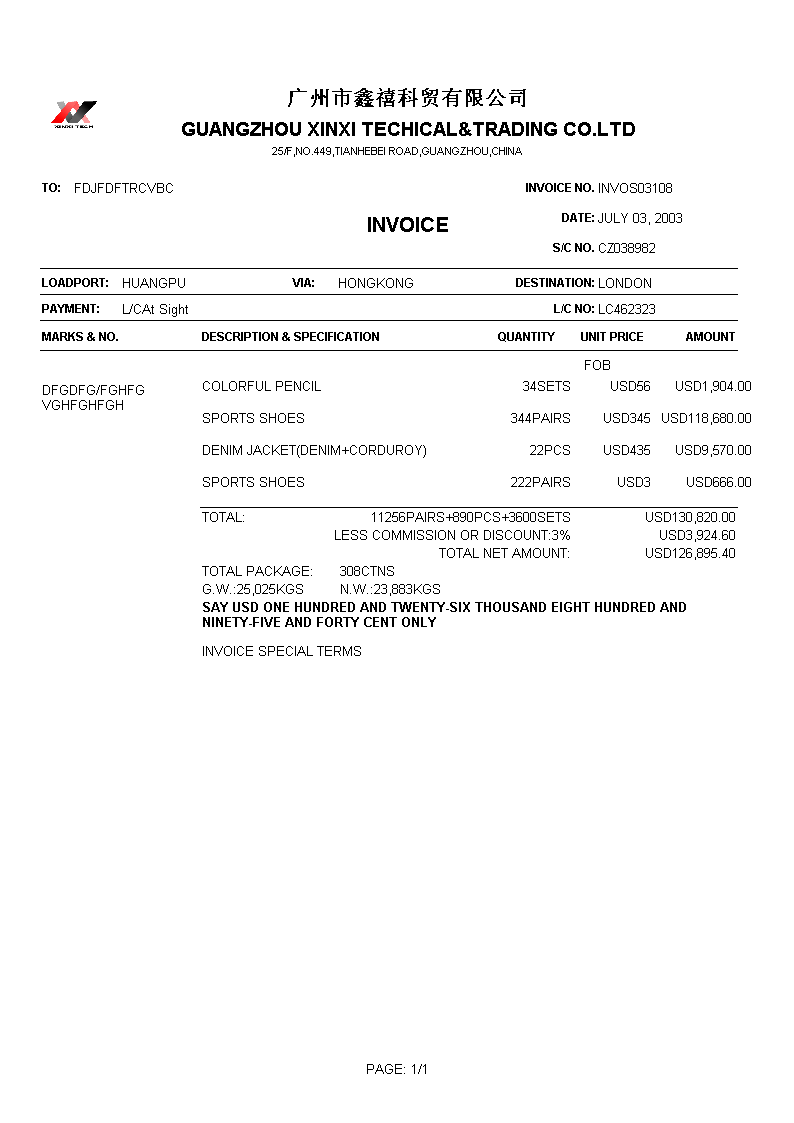 广州市鑫禧科贸有限公司
XINXI TECH
GUANGZHOU XINXI TECHICAL&TRADING CO.LTD
25/F,NO.449,TIANHEBEI ROAD,GUANGZHOU,CHINA
TO: FDJFDFTRCVBC INVOICE NO. INVOS03108
INVOICE DATE: JULY 03, 2003
S/C NO. CZ038982
LOADPORT: HUANGPU VIA: HONGKONG DESTINATION: LONDON
PAYMENT: L/CAt Sight L/C NO: LC462323
MARKS & NO. DESCRIPTION & SPECIFICATION QUANTITY UNIT PRICE AMOUNT
FOB
DFGDFG/FGHFG COLORFUL PENCIL 34SETS USD56 USD1,904.00
VGHFGHFGH
SPORTS SHOES 344PAIRS USD345 USD118,680.00
DENIM JACKET(DENIM+CORDUROY) 22PCS USD435 USD9,570.00
SPORTS SHOES 222PAIRS USD3 USD666.00
TOTAL: 11256PAIRS+890PCS+3600SETS USD130,820.00
LESS COMMISSION OR DISCOUNT:3% USD3,924.60
TOTAL NET AMOUNT: USD126,895.40
TOTAL PACKAGE: 308CTNS
G.W.:25,025KGS N.W.:23,883KGS
SAY USD ONE HUNDRED AND TWENTY-SIX THOUSAND EIGHT HUNDRED AND
NINETY-FIVE AND FORTY CENT ONLY
INVOICE SPECIAL TERMS
PAGE: 1/1